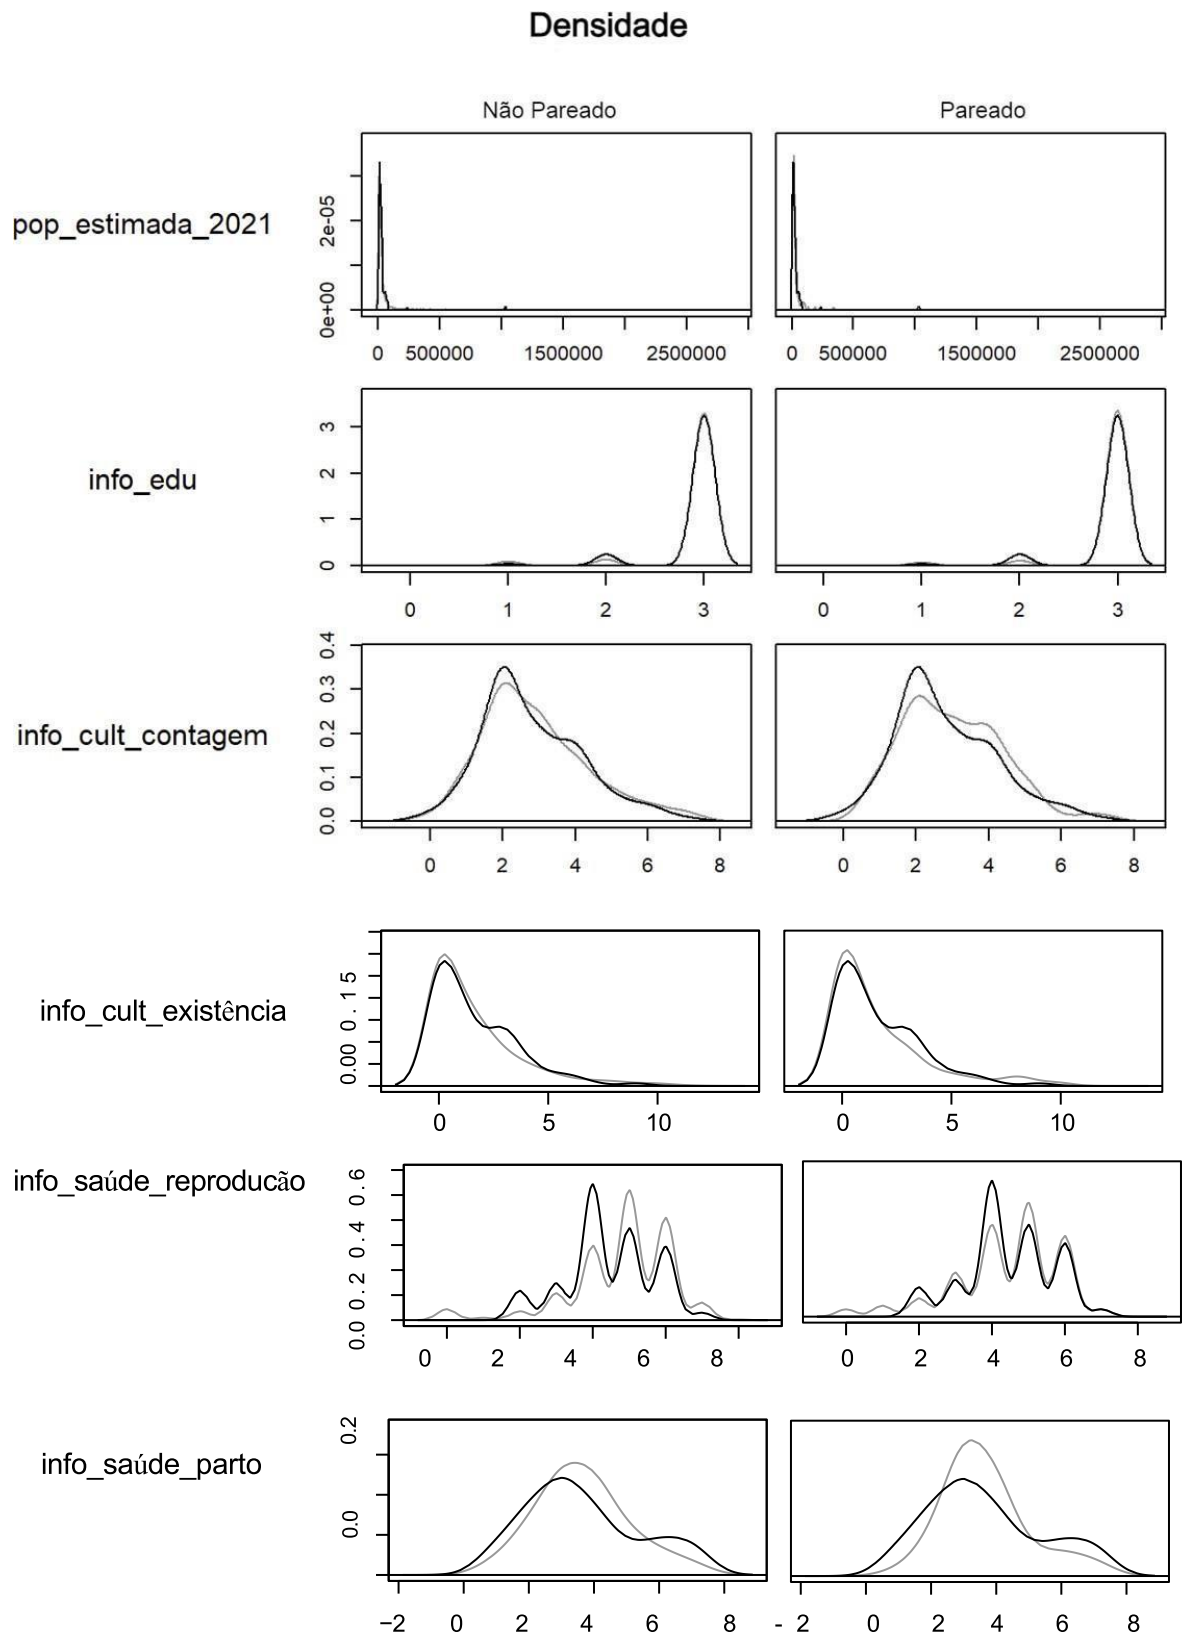 Densidade
Não Pareado Pareado
pop_estimada_2021
0e+00 2e-05
0 500000 1500000 2500000 0 500000 1500000 2500000
info_edu
0 1 2 3
0 1 2 3 0 1 2 3
info_cult_contagem
0.0 0.1 0.2 0.3 0.4
0 2 4 6 8 0 2 4 6 8
info_cult_existência
0.00 0.15
0 5 10 0 5 10
info_saúde_reproducão
0.0 0.2 0.4 0.6
0 2 4 6 8 0 2 4 6 8
info_saúde_parto
0.0 0.2
−2 0 2 4 6 8 - 2 0 2 4 6 8